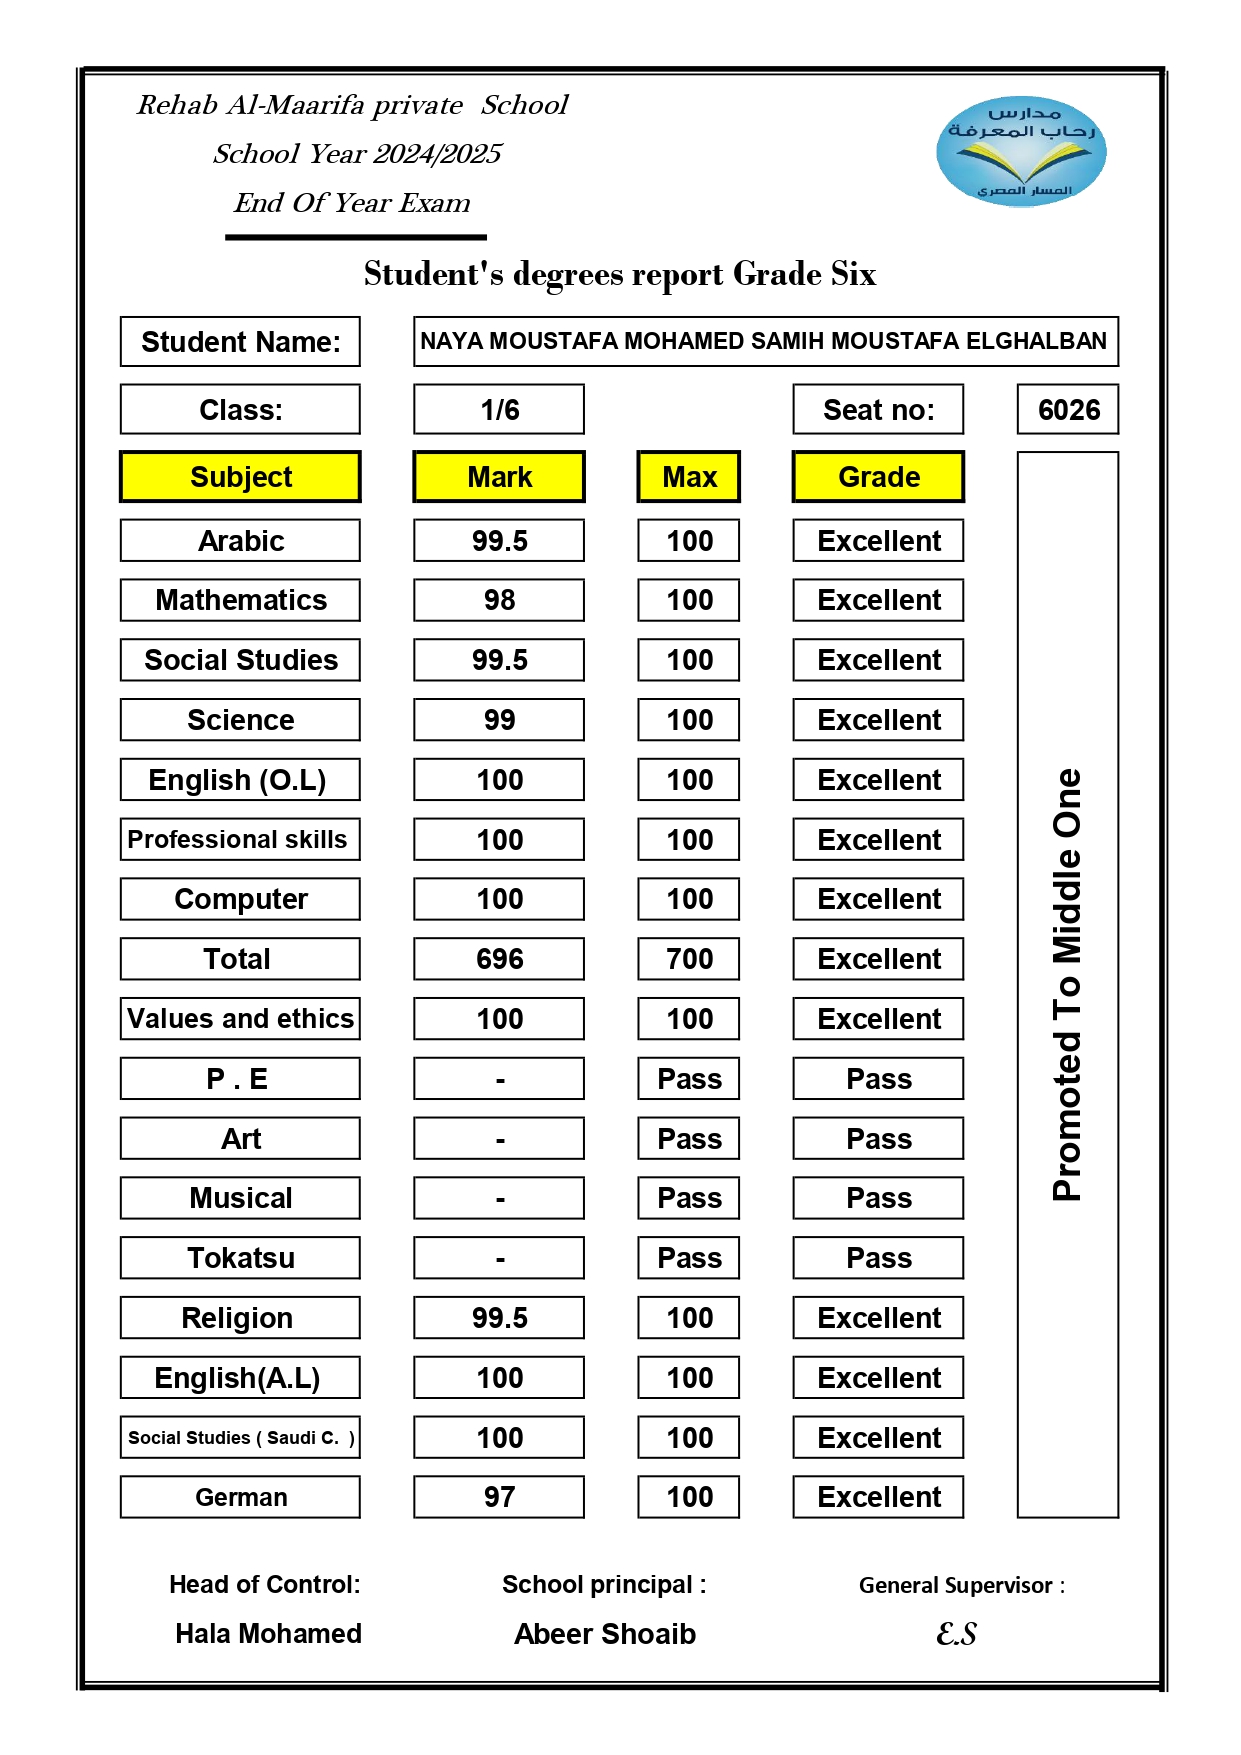 Rehab Al-Maarifa private School
School Year 2024/2025
End Of Year Exam
مدارس
رحاب المعرفة
المسار المصري
Student's degrees report Grade Six
Student Name: NAYA MOUSTAFA MOHAMED SAMIH MOUSTAFA ELGHALBAN
Class: 1/6 Seat no: 6026
Subject Mark Max Grade
Arabic 99.5 100 Excellent
Mathematics 98 100 Excellent
Social Studies 99.5 100 Excellent
Science 99 100 Excellent
English (O.L) 100 100 Excellent
Professional skills 100 100 Excellent
Computer 100 100 Excellent
Total 696 700 Excellent
Values and ethics 100 100 Excellent
P . E - Pass Pass
Art - Pass Pass
Musical - Pass Pass
Tokatsu - Pass Pass
Religion 99.5 100 Excellent
English(A.L) 100 100 Excellent
Social Studies ( Saudi C. ) 100 100 Excellent
German 97 100 Excellent
Promoted To Middle One
Head of Control: School principal : General Supervisor :
Hala Mohamed Abeer Shoaib E.S